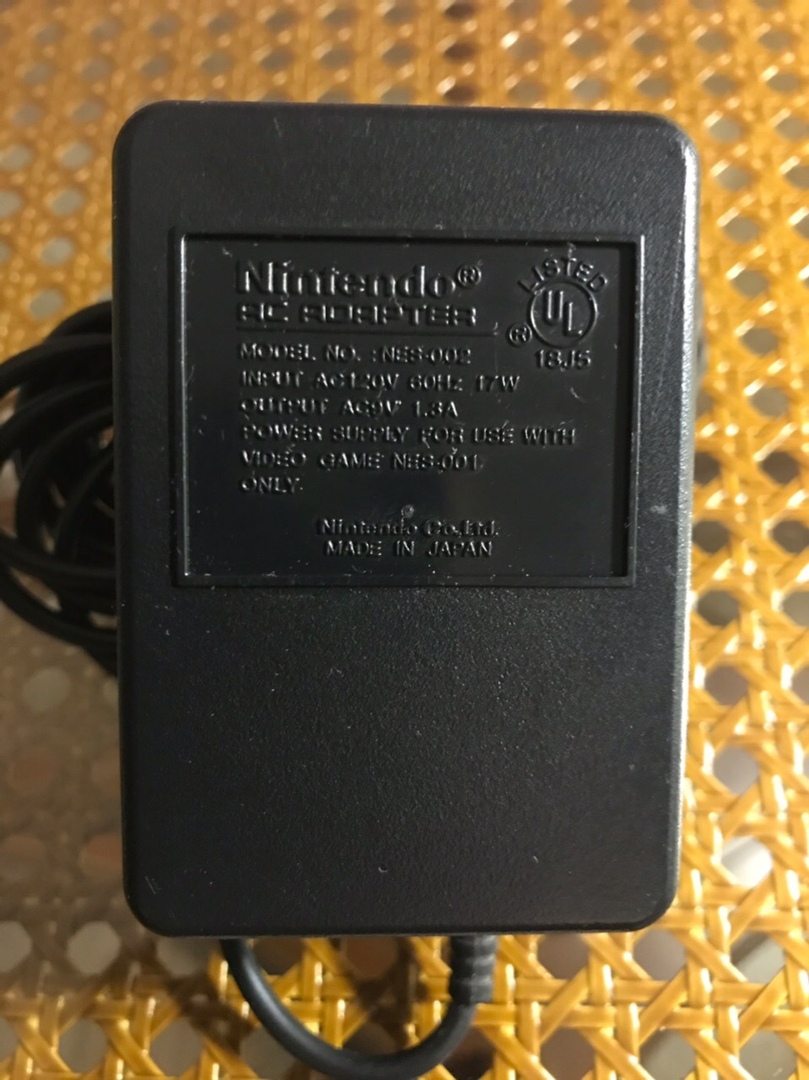 Nintendo®
AC ADAPTER
LISTED
UL
®
18J5
MODEL NO. :NES-002
INPUT AC120V 60HZ 17W
OUTPUT AC9V 1.3A
POWER SUPPLY FOR USE WITH
VIDEO GAME NES-001
ONLY.
Nintendo Co.,Ltd.
MADE IN JAPAN